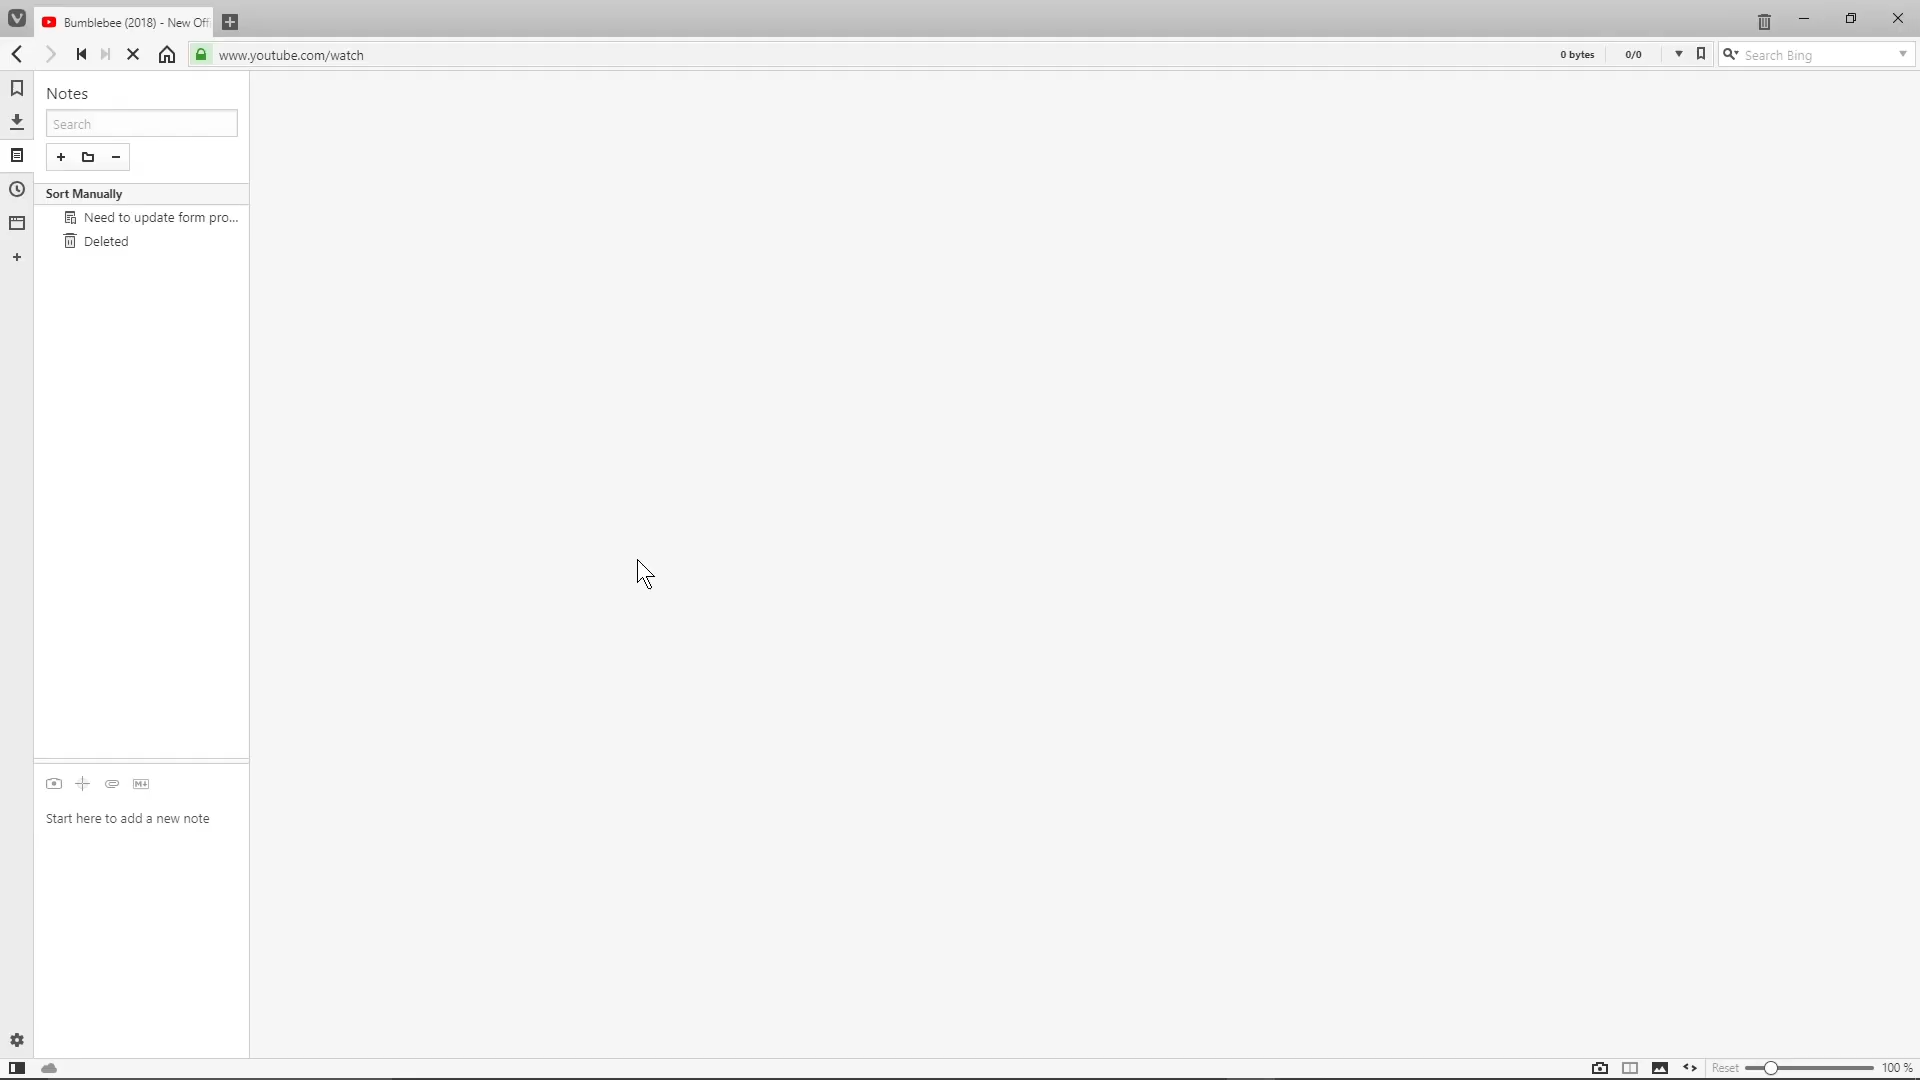 Bumblebee (2018) - New Off
www.youtube.com/watch
0 bytes
0/0
Search Bing
Notes
Search
Sort Manually
Need to update form pro...
Deleted
Start here to add a new note
Reset
100 %